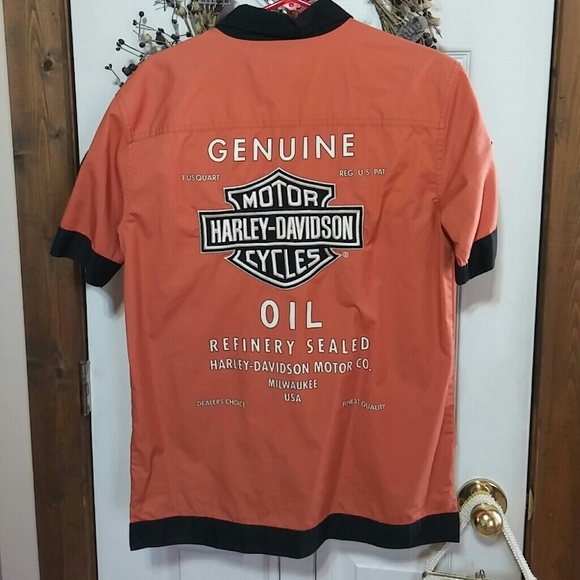 GENUINE
1 US QUART REG. U.S. PAT
MOTOR
HARLEY-DAVIDSON
CYCLES
®
OIL
REFINERY SEALED
HARLEY-DAVIDSON MOTOR CO.
MILWAUKEE
USA
DEALERS CHOICE FINEST QUALITY